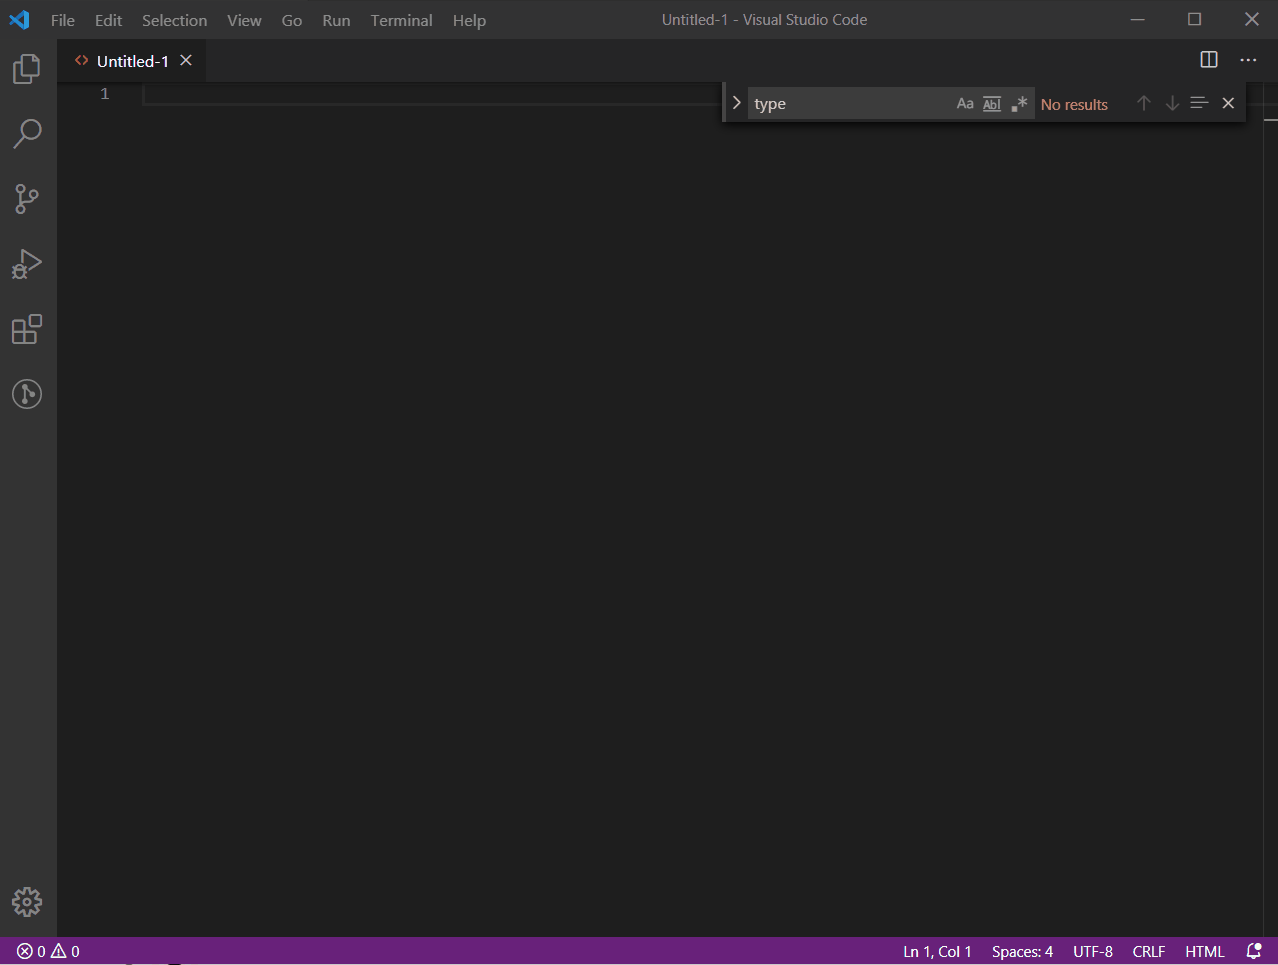 File Edit Selection View Go Run Terminal Help Untitled-1 - Visual Studio Code
<> Untitled-1
1
type Aa Abl .* No results
0 0 Ln 1, Col 1 Spaces: 4 UTF-8 CRLF HTML